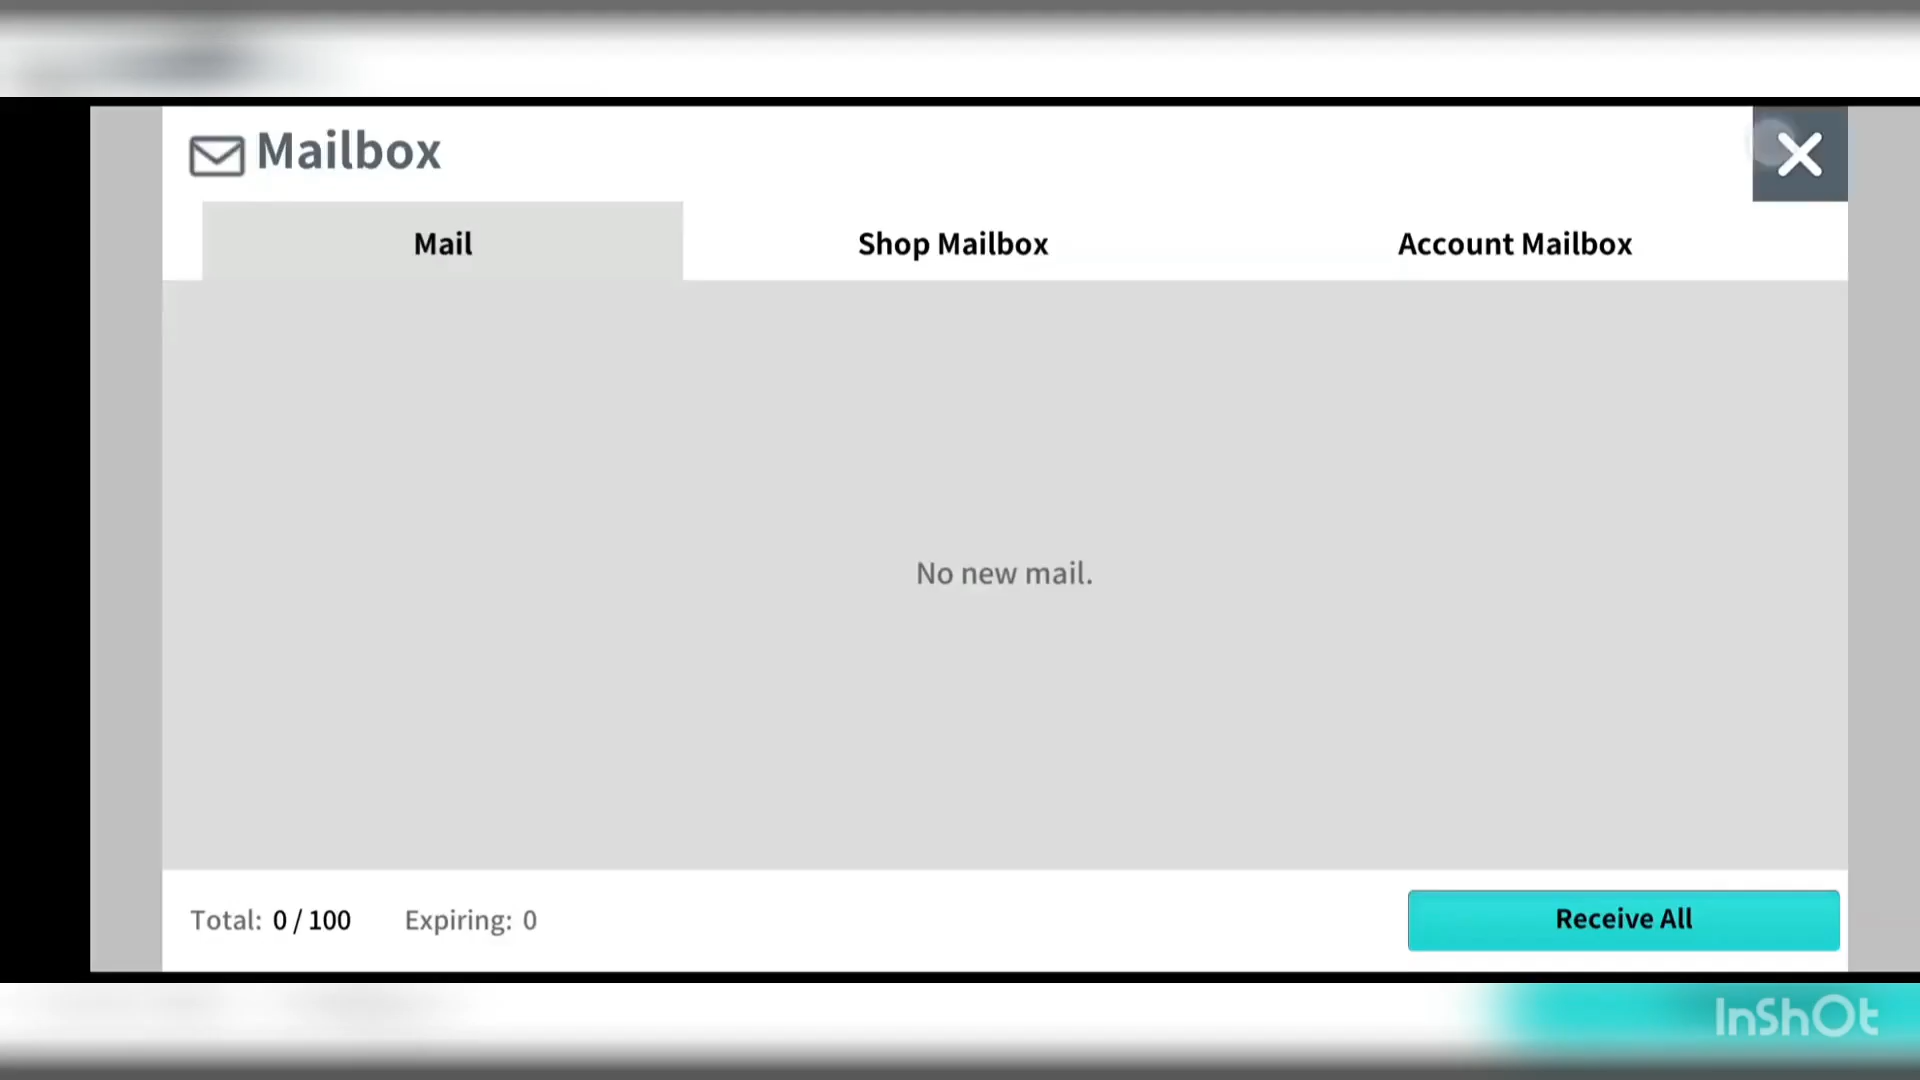 Mailbox
Mail
Shop Mailbox
Account Mailbox
No new mail.
Total: 0 / 100
Expiring: 0
Receive All
InShOt